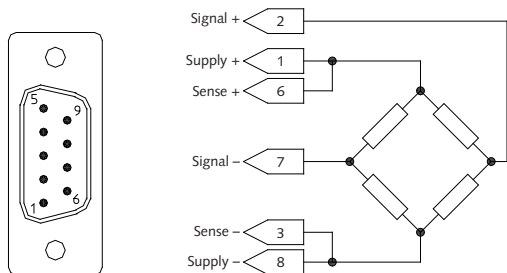 Signal + 2
Supply + 1
Sense + 6
Signal – 7
Sense – 3
Supply – 8
5
9
1
6